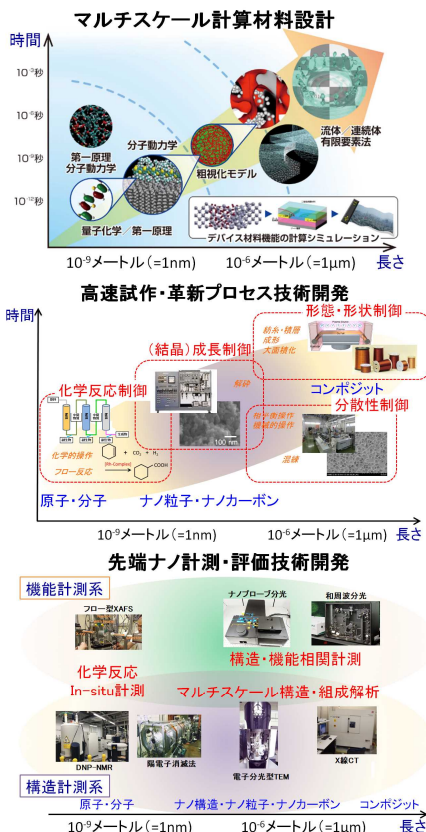 マルチスケール計算材料設計
時間
10⁻³秒
10⁻⁶秒
10⁻⁹秒
10⁻¹²秒
第一原理
分子動力学
分子動力学
粗視化モデル
流体／連続体
有限要素法
量子化学／第一原理
デバイス材料機能の計算シミュレーション
10⁻⁹メートル(=1nm)
10⁻⁶メートル(=1μm)
長さ
高速試作・革新プロセス技術開発
時間
形態・形状制御
紡糸・積層
成形
大面積化
(結晶)成長制御
解砕
100 nm
化学反応制御
コンポジット
分散性制御
機械的操作
混練
化学的操作
フロー反応
+ CO₂ + H₂
[Rh-Complex]
COOH
原子・分子
ナノ粒子・ナノカーボン
10⁻⁹メートル(=1nm)
10⁻⁶メートル(=1μm)
長さ
先端ナノ計測・評価技術開発
機能計測系
フロー型XAFS
ナノプローブ分光
和周波分光
化学反応
In-situ計測
構造・機能相関計測
マルチスケール構造・組成解析
DNP-NMR
陽電子消滅法
電子分光型TEM
X線CT
構造計測系
原子・分子
ナノ構造・ナノ粒子・ナノカーボン
コンポジット
10⁻⁹メートル(=1nm)
10⁻⁶メートル(=1μm)
長さ